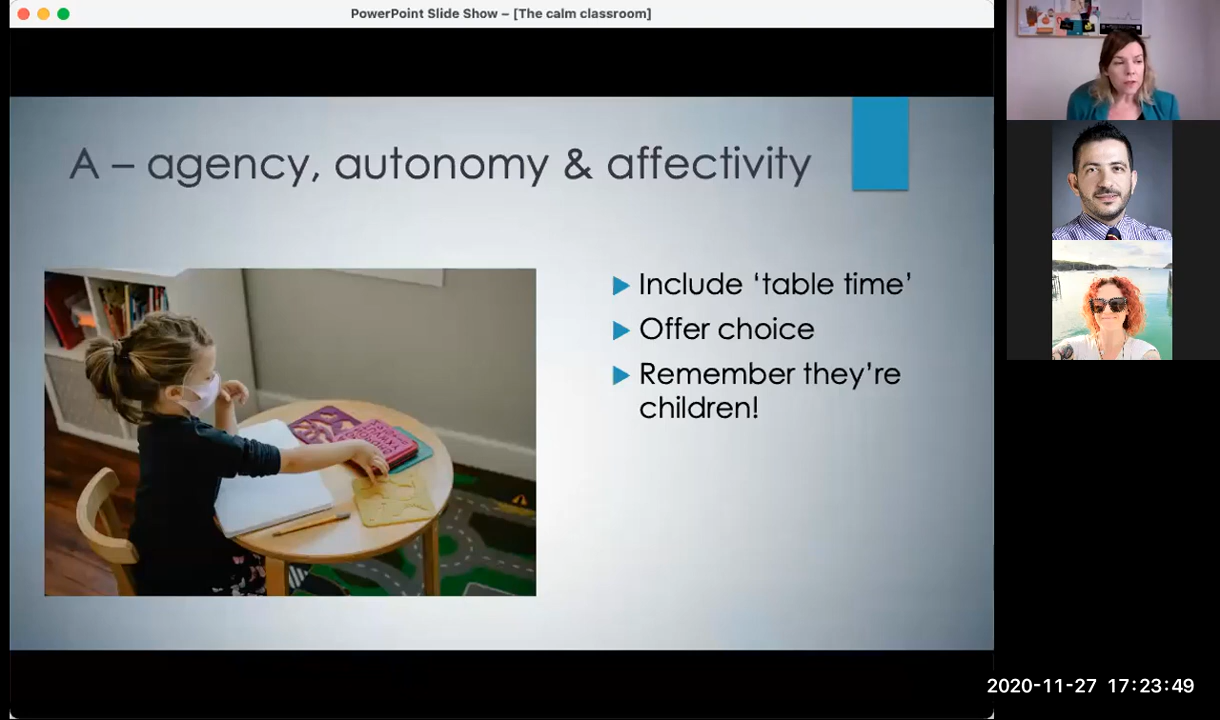 PowerPoint Slide Show – [The calm classroom]
A – agency, autonomy & affectivity
Include ‘table time’
Offer choice
Remember they’re
children!
2020-11-27 17:23:49